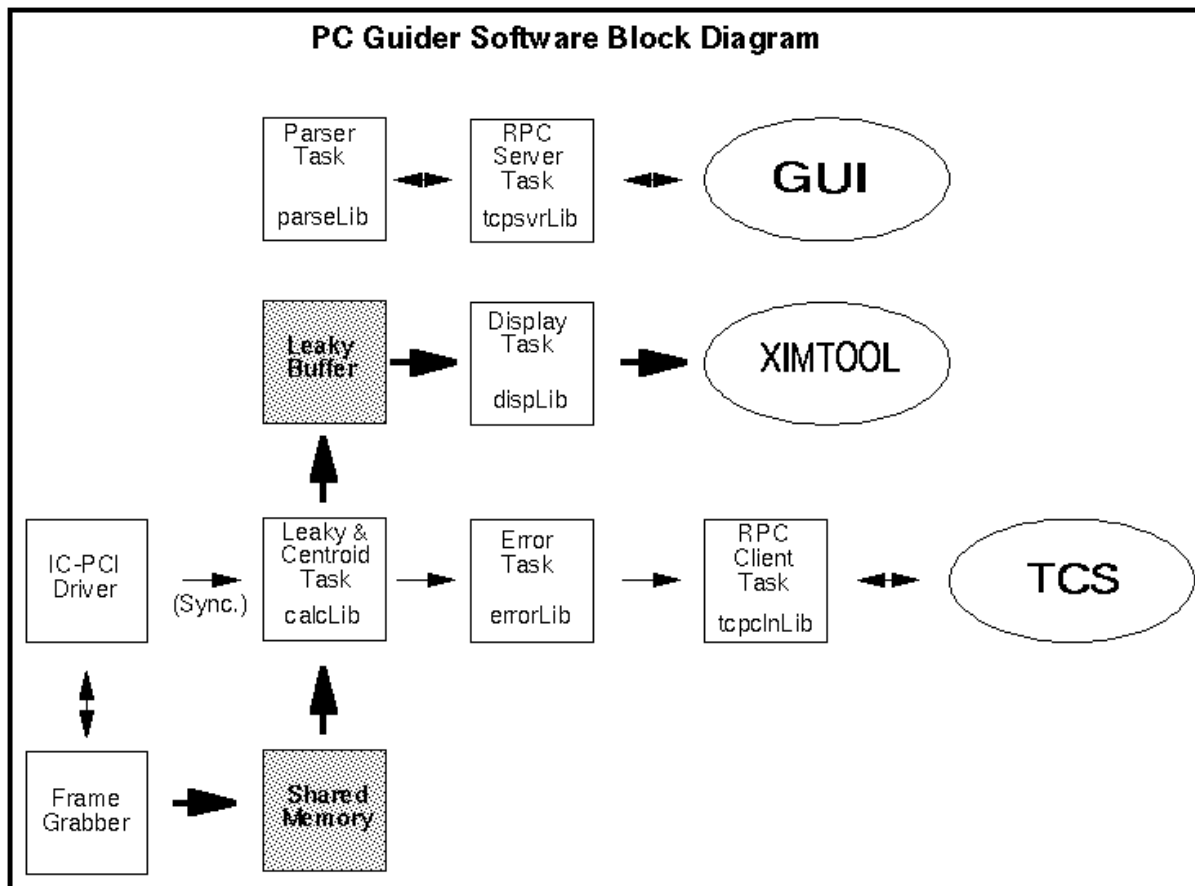 PC Guider Software Block Diagram
Parser
Task
parseLib
RPC
Server
Task
tcpsvrLib
GUI
Leaky
Buffer
Display
Task
dispLib
XIMTOOL
IC-PCI
Driver
(Sync.)
Leaky &
Centroid
Task
calcLib
Error
Task
errorLib
RPC
Client
Task
tcpclnLib
TCS
Frame
Grabber
Shared
Memory